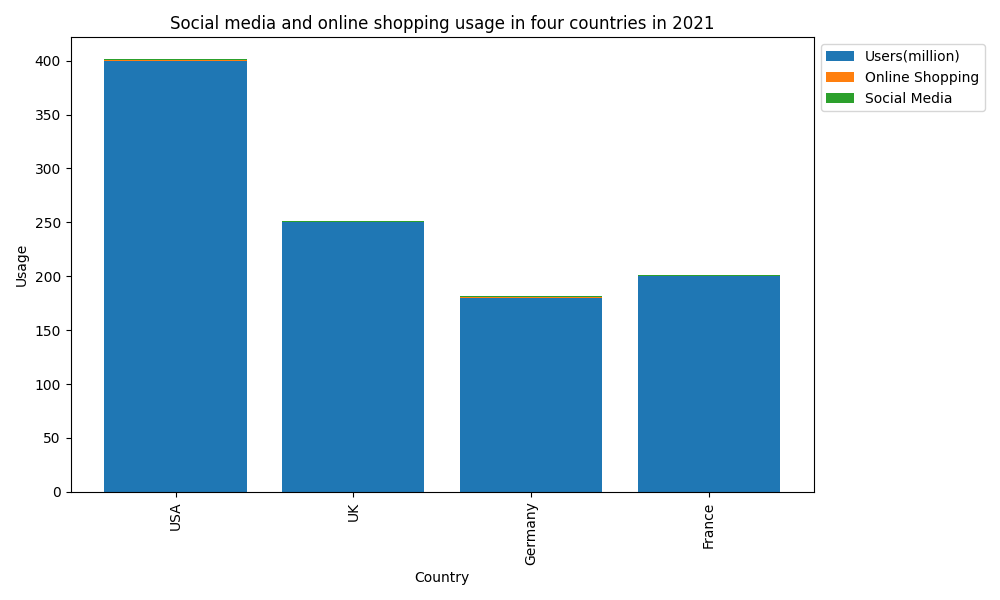 Social media and online shopping usage in four countries in 2021
Users(million)
Online Shopping
Social Media
Usage
400
350
300
250
200
150
100
50
0
USA
UK
Germany
France
Country